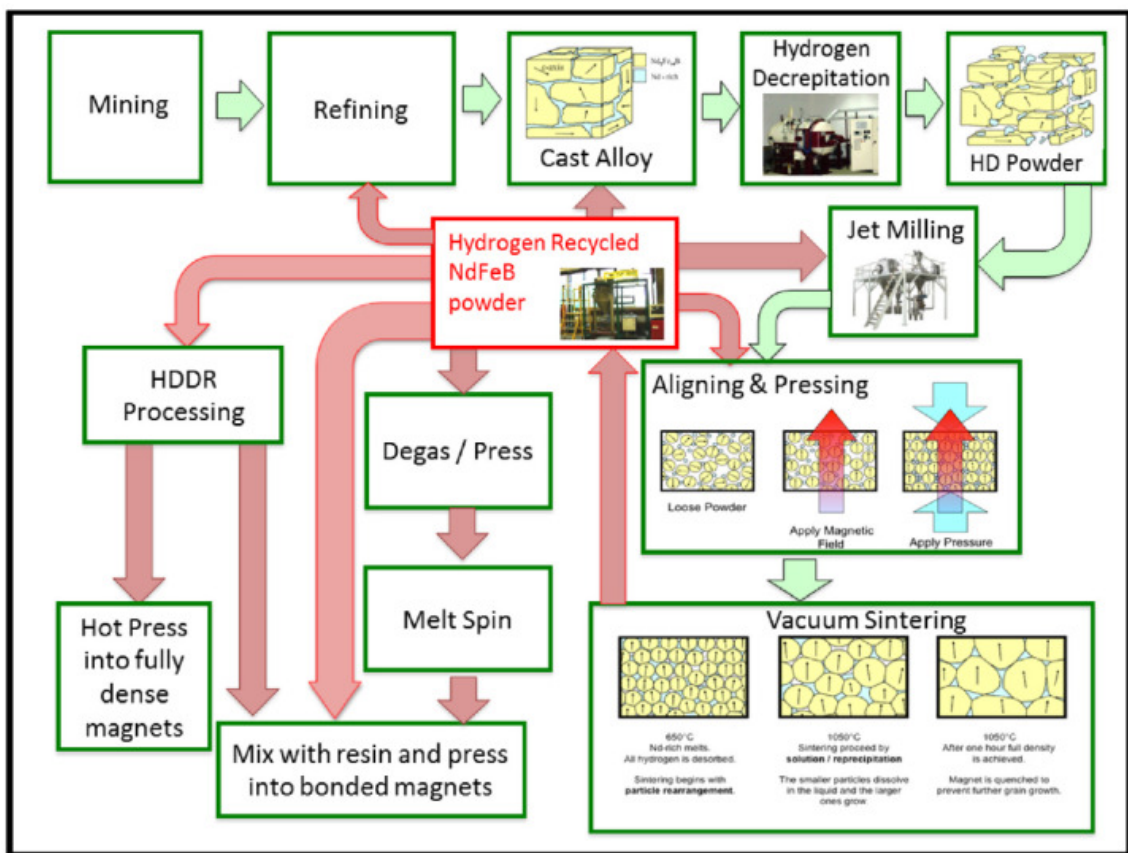 Mining
Refining
Nd₂Fe₁₄B
Nd - rich
Cast Alloy
Hydrogen
Decrepitation
HD Powder
Hydrogen Recycled
NdFeB
powder
Jet Milling
HDDR
Processing
Degas / Press
Aligning & Pressing
Loose Powder
Apply Magnetic
Field
Apply Pressure
Hot Press
into fully
dense
magnets
Melt Spin
Mix with resin and press
into bonded magnets
Vacuum Sintering
650°C
Nd-rich melts.
All hydrogen is desorbed.
Sintering begins with
particle rearrangement.
1050°C
Sintering proceed by
solution / reprecipitation
The smaller particles dissolve
in the liquid and the larger
ones grow
1050°C
After one hour full density
is achieved.
Magnet is quenched to
prevent further grain growth.